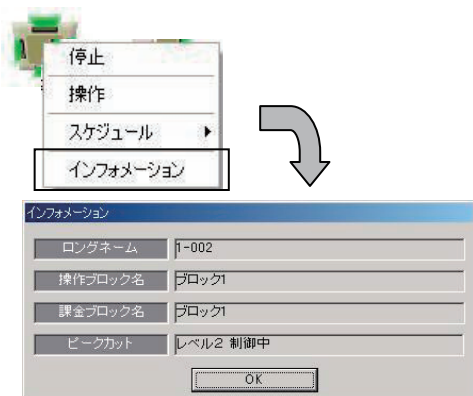 停止
操作
スケジュール
インフォメーション
インフォメーション
ロングネーム 1-002
操作ブロック名 ブロック1
課金ブロック名 ブロック1
ピークカット レベル2 制御中
OK